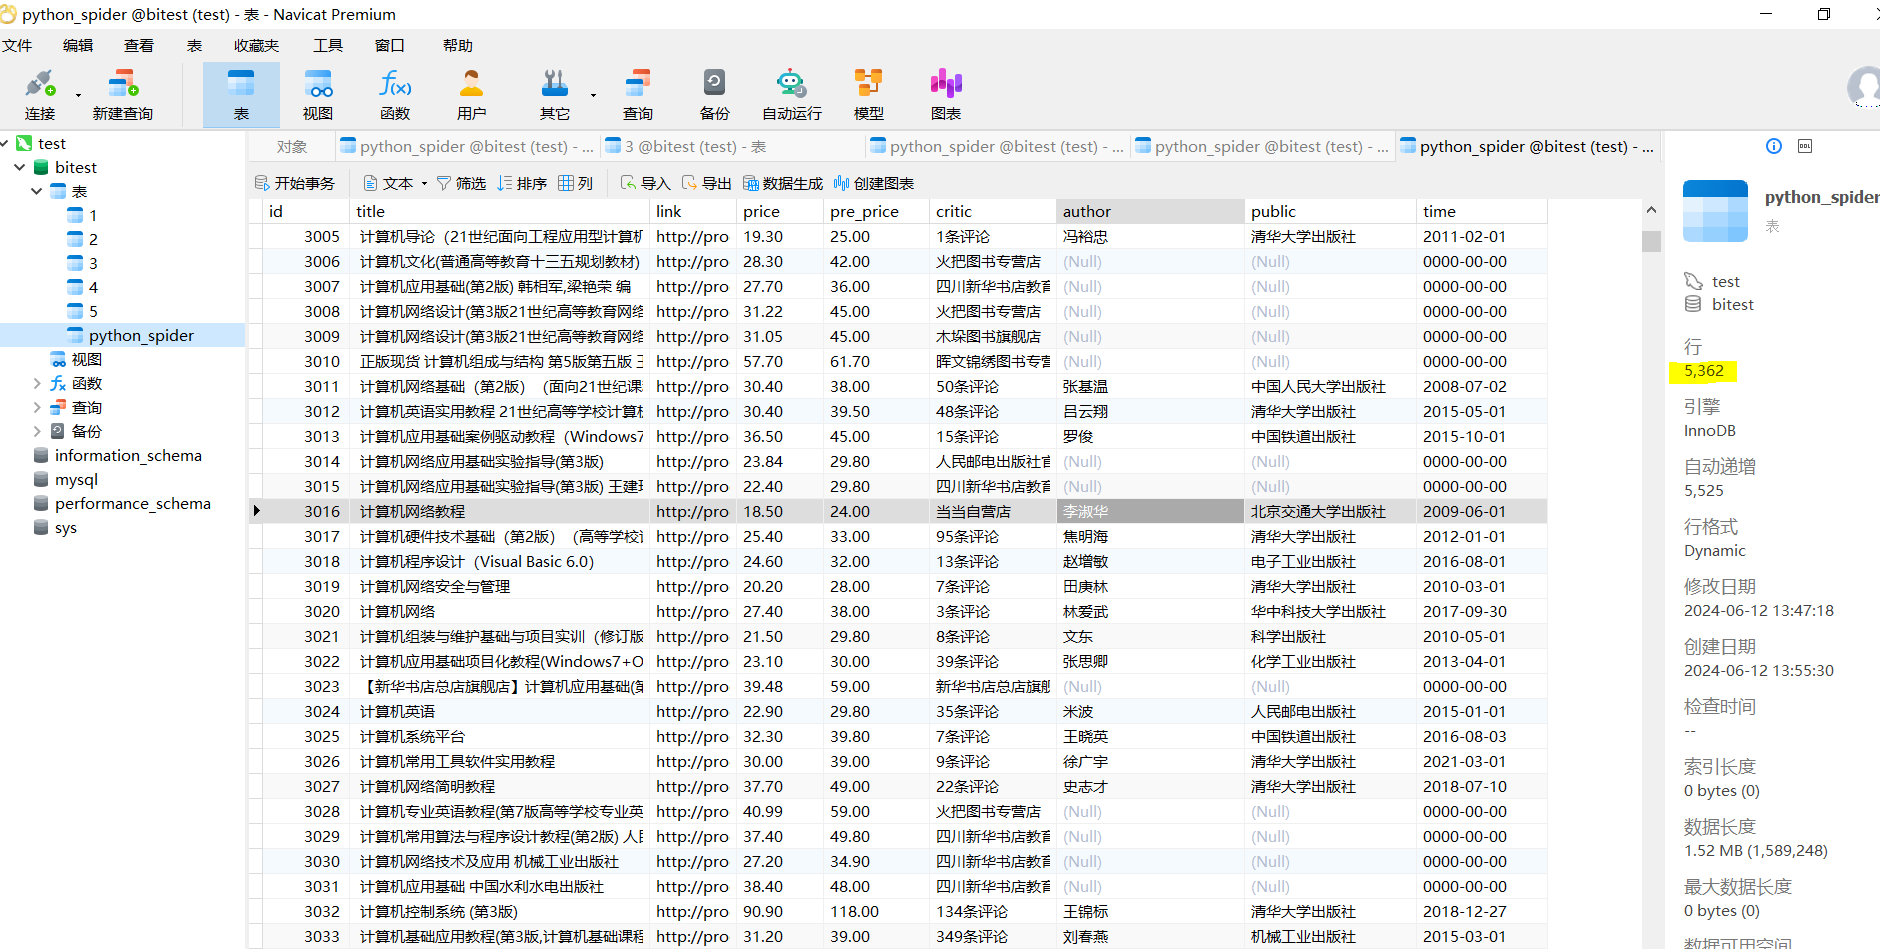 python_spider @bitest (test) - 表 - Navicat Premium
文件 编辑 查看 表 收藏夹 工具 窗口 帮助
连接 新建查询 表 视图 函数 用户 其它 查询 备份 自动运行 模型 图表
test
bitest
表
1
2
3
4
5
python_spider
视图
函数
查询
备份
information_schema
mysql
performance_schema
sys
对象 python_spider @bitest (test) - ... 3 @bitest (test) - 表 python_spider @bitest (test) - ... python_spider @bitest (test) - ... python_spider @bitest (test) - ...
开始事务 文本 筛选 排序 列 导入 导出 数据生成 创建图表
id title link price pre_price critic author public time
3005 计算机导论（21世纪面向工程应用型计算机 http://pro 19.30 25.00 1条评论 冯裕忠 清华大学出版社 2011-02-01
3006 计算机文化(普通高等教育十三五规划教材) http://pro 28.30 42.00 火把图书专营店 (Null) (Null) 0000-00-00
3007 计算机应用基础(第2版) 韩相军,梁艳荣 编 http://pro 27.70 36.00 四川新华书店教育 (Null) (Null) 0000-00-00
3008 计算机网络设计(第3版21世纪高等教育网络 http://pro 31.22 45.00 火把图书专营店 (Null) (Null) 0000-00-00
3009 计算机网络设计(第3版21世纪高等教育网络 http://pro 31.05 45.00 木垛图书旗舰店 (Null) (Null) 0000-00-00
3010 正版现货 计算机组成与结构 第5版第五版 王 http://pro 57.70 61.70 晖文锦绣图书专营 (Null) (Null) 0000-00-00
3011 计算机网络基础（第2版）（面向21世纪课 http://pro 30.40 38.00 50条评论 张基温 中国人民大学出版社 2008-07-02
3012 计算机英语实用教程 21世纪高等学校计算机 http://pro 30.40 39.50 48条评论 吕云翔 清华大学出版社 2015-05-01
3013 计算机应用基础案例驱动教程（Windows7 http://pro 36.50 45.00 15条评论 罗俊 中国铁道出版社 2015-10-01
3014 计算机网络应用基础实验指导(第3版) http://pro 23.84 29.80 人民邮电出版社官 (Null) (Null) 0000-00-00
3015 计算机网络应用基础实验指导(第3版) 王建珍 http://pro 22.40 29.80 四川新华书店教育 (Null) (Null) 0000-00-00
3016 计算机网络教程 http://pro 18.50 24.00 当当自营店 李淑华 北京交通大学出版社 2009-06-01
3017 计算机硬件技术基础（第2版）（高等学校计 http://pro 25.40 33.00 95条评论 焦明海 清华大学出版社 2012-01-01
3018 计算机程序设计（Visual Basic 6.0） http://pro 24.60 32.00 13条评论 赵增敏 电子工业出版社 2016-08-01
3019 计算机网络安全与管理 http://pro 20.20 28.00 7条评论 田庚林 清华大学出版社 2010-03-01
3020 计算机网络 http://pro 27.40 38.00 3条评论 林爱武 华中科技大学出版社 2017-09-30
3021 计算机组装与维护基础与项目实训（修订版 http://pro 21.50 29.80 8条评论 文东 科学出版社 2010-05-01
3022 计算机应用基础项目化教程(Windows7+O http://pro 23.10 30.00 39条评论 张思卿 化学工业出版社 2013-04-01
3023 【新华书店总店旗舰店】计算机应用基础(第 http://pro 39.48 59.00 新华书店总店旗舰 (Null) (Null) 0000-00-00
3024 计算机英语 http://pro 22.90 29.80 35条评论 米波 人民邮电出版社 2015-01-01
3025 计算机系统平台 http://pro 32.30 39.80 7条评论 王晓英 中国铁道出版社 2016-08-03
3026 计算机常用工具软件实用教程 http://pro 30.00 39.00 9条评论 徐广宇 清华大学出版社 2021-03-01
3027 计算机网络简明教程 http://pro 37.70 49.00 22条评论 史志才 清华大学出版社 2018-07-10
3028 计算机专业英语教程(第7版高等学校专业英 http://pro 40.99 59.00 火把图书专营店 (Null) (Null) 0000-00-00
3029 计算机常用算法与程序设计教程(第2版) 人民 http://pro 37.40 49.80 四川新华书店教育 (Null) (Null) 0000-00-00
3030 计算机网络技术及应用 机械工业出版社 http://pro 27.20 34.90 四川新华书店教育 (Null) (Null) 0000-00-00
3031 计算机应用基础 中国水利水电出版社 http://pro 38.40 48.00 四川新华书店教育 (Null) (Null) 0000-00-00
3032 计算机控制系统 (第3版) http://pro 90.90 118.00 134条评论 王锦标 清华大学出版社 2018-12-27
3033 计算机基础应用教程(第3版,计算机基础课程 http://pro 31.20 39.00 349条评论 刘春燕 机械工业出版社 2015-03-01
DDL
python_spider
表
test
bitest
行
5,362
引擎
InnoDB
自动递增
5,525
行格式
Dynamic
修改日期
2024-06-12 13:47:18
创建日期
2024-06-12 13:55:30
检查时间
--
索引长度
0 bytes (0)
数据长度
1.52 MB (1,589,248)
最大数据长度
0 bytes (0)
数据可用空间